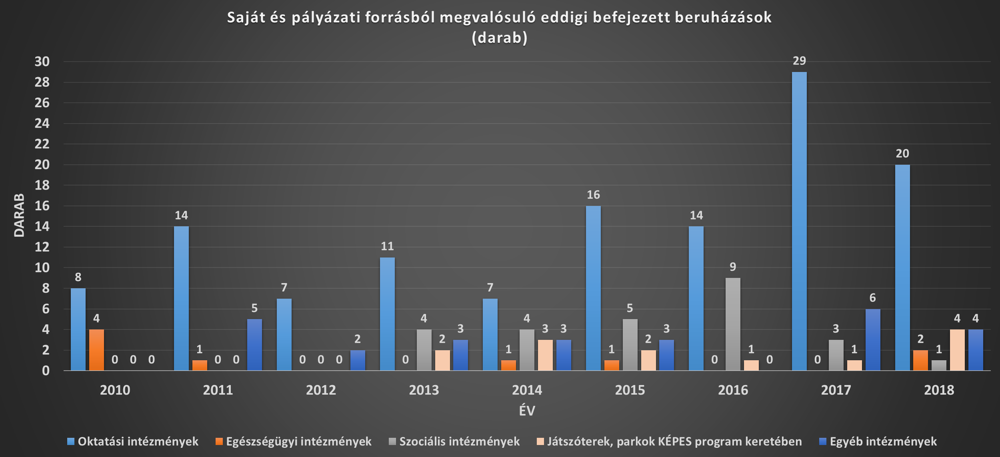 Saját és pályázati forrásból megvalósuló eddigi befejezett beruházások
(darab)
DARAB
30
28
26
24
22
20
18
16
14
12
10
8
6
4
2
0
8 4 0 0 0
14 1 0 0 5
7 0 0 0 2
11 0 4 2 3
7 1 4 3 3
16 1 5 2 3
14 0 9 1 0
29 0 3 1 6
20 2 1 4 4
2010 2011 2012 2013 2014 2015 2016 2017 2018
ÉV
Oktatási intézmények Egészségügyi intézmények Szociális intézmények Játszóterek, parkok KÉPES program keretében Egyéb intézmények